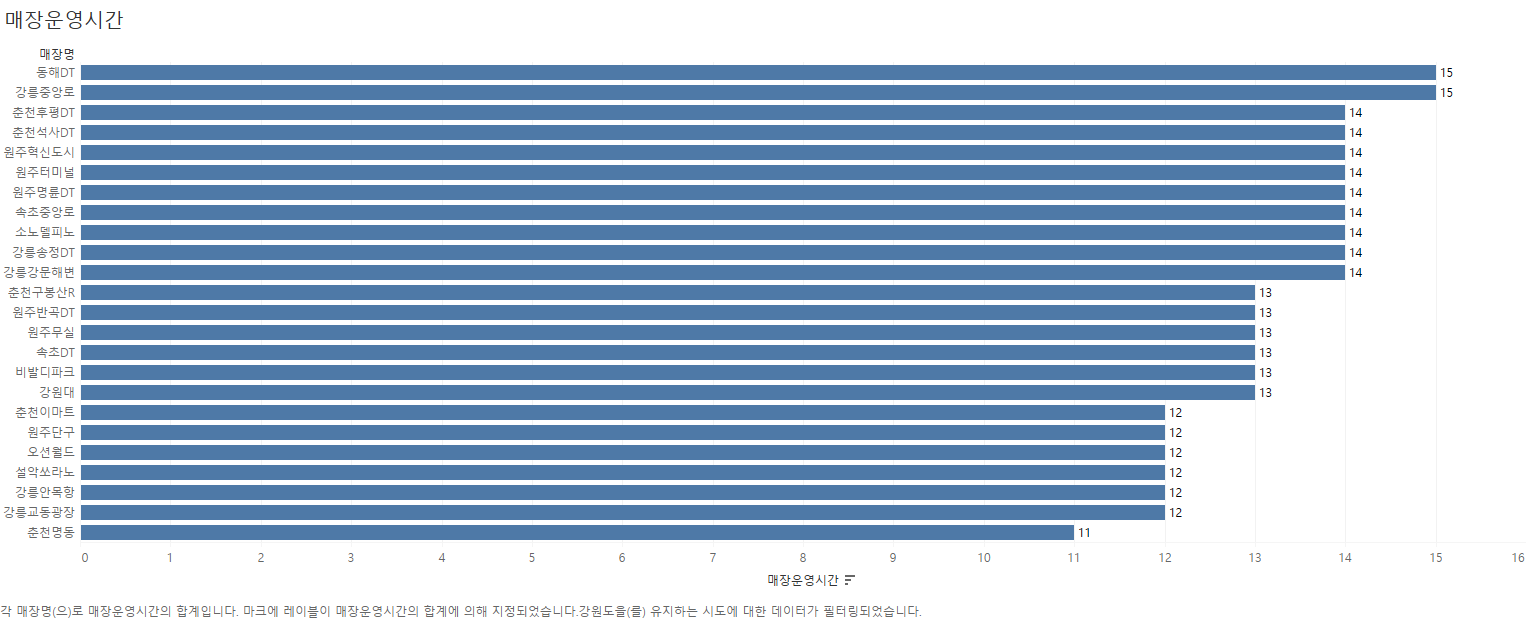 매장운영시간
매장명
동해DT 15
강릉중앙로 15
춘천후평DT 14
춘천석사DT 14
원주혁신도시 14
원주터미널 14
원주명륜DT 14
속초중앙로 14
소노벨피노 14
강릉송정DT 14
강릉강문해변 14
춘천구봉산R 13
원주반곡DT 13
원주무실 13
속초DT 13
비발디파크 13
강원대 13
춘천이마트 12
원주단구 12
오션월드 12
설악쏘라노 12
강릉안목항 12
강릉교동광장 12
춘천명동 11
0 1 2 3 4 5 6 7 8 9 10 11 12 13 14 15 16
매장운영시간
각 매장명(으)로 매장운영시간의 합계입니다. 마크에 레이블이 매장운영시간의 합계에 의해 지정되었습니다.강원도을(를) 유지하는 시도에 대한 데이터가 필터링되었습니다.